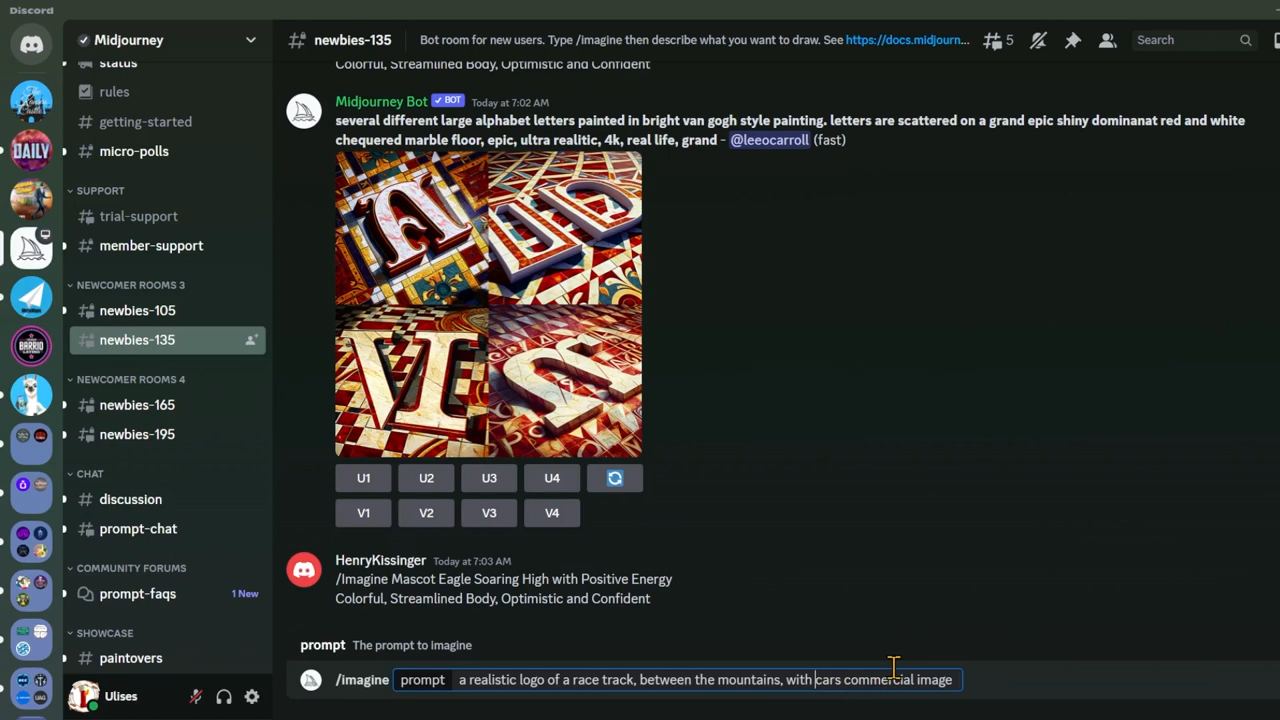 Discord
Midjourney
newbies-135
Bot room for new users. Type /imagine then describe what you want to draw. See https://docs.midjourn...
5
Search
status
rules
getting-started
micro-polls
SUPPORT
trial-support
member-support
NEWCOMER ROOMS 3
newbies-105
newbies-135
NEWCOMER ROOMS 4
newbies-165
newbies-195
CHAT
discussion
prompt-chat
COMMUNITY FORUMS
prompt-faqs
1 New
SHOWCASE
paintovers
Ulises
DAILY
BARRIO
Colorful, Streamlined Body, Optimistic and Confident
Midjourney Bot BOT Today at 7:02 AM
several different large alphabet letters painted in bright van gogh style painting. letters are scattered on a grand epic shiny dominanat red and white
chequered marble floor, epic, ultra realitic, 4k, real life, grand - @leeocarroll (fast)
U1 U2 U3 U4
V1 V2 V3 V4
HenryKissinger Today at 7:03 AM
/Imagine Mascot Eagle Soaring High with Positive Energy
Colorful, Streamlined Body, Optimistic and Confident
prompt The prompt to imagine
/imagine prompt a realistic logo of a race track, between the mountains, with cars commercial image